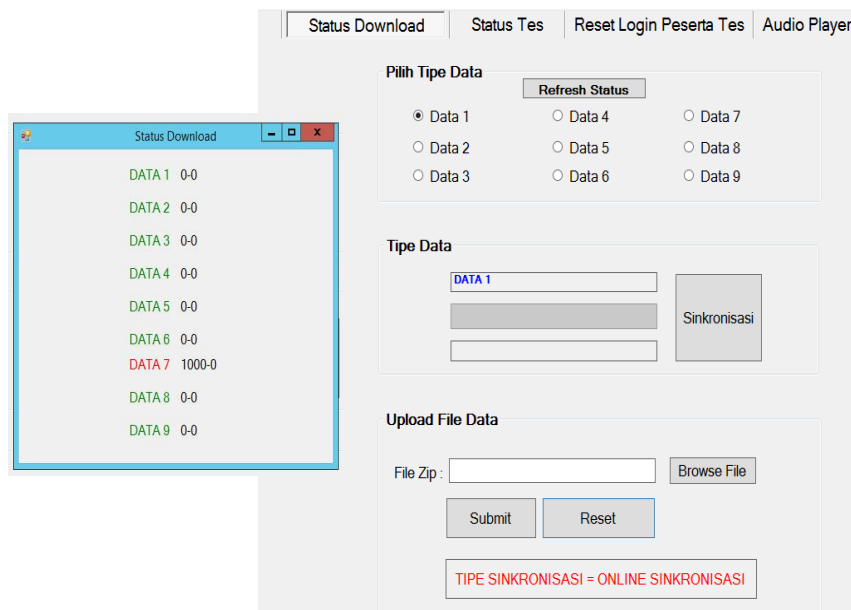 Status Download
Status Tes
Reset Login Peserta Tes
Audio Player
Pilih Tipe Data
Refresh Status
Data 1
Data 4
Data 7
Data 2
Data 5
Data 8
Data 3
Data 6
Data 9
Status Download
DATA 1 0-0
DATA 2 0-0
DATA 3 0-0
DATA 4 0-0
DATA 5 0-0
DATA 6 0-0
DATA 7 1000-0
DATA 8 0-0
DATA 9 0-0
Tipe Data
DATA 1
Sinkronisasi
Upload File Data
File Zip :
Browse File
Submit
Reset
TIPE SINKRONISASI = ONLINE SINKRONISASI